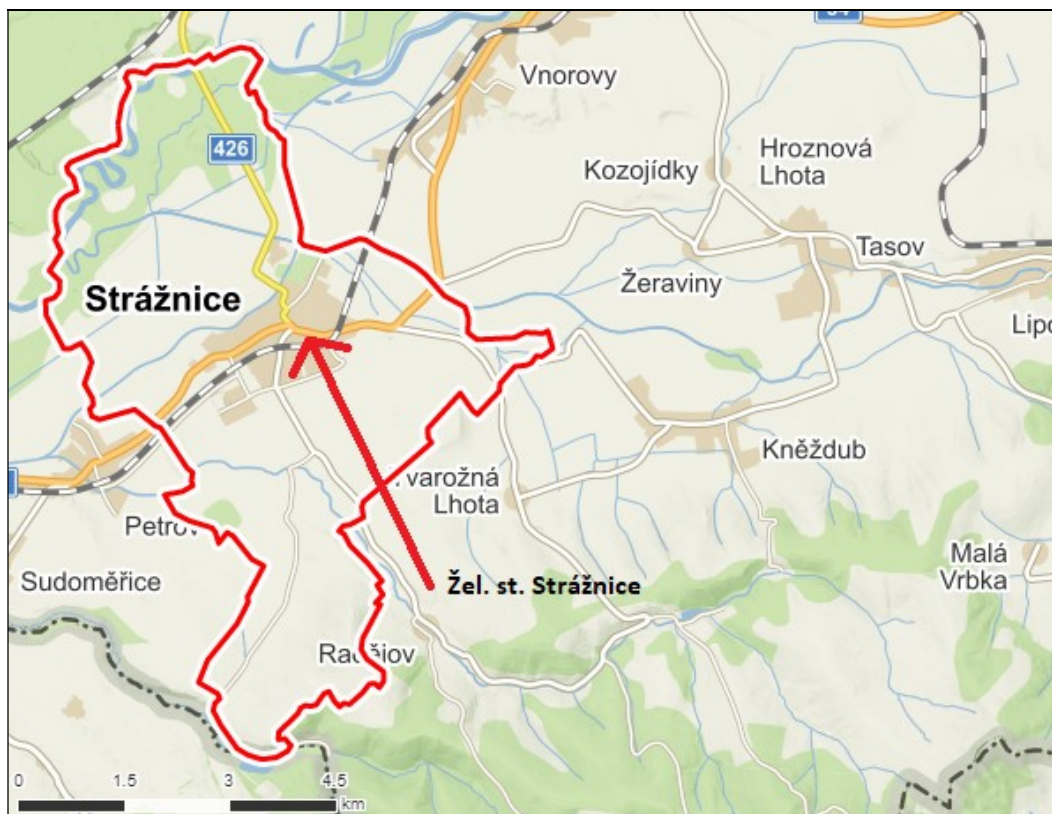 Vnorovy
426
Kozojídky
Hroznová
Lhota
Tasov
Žeraviny
Strážnice
Kněždub
Lhota
Petrov
Malá
Vrbka
Sudoměřice
Žel. st. Strážnice
0 1.5 3 4.5
km